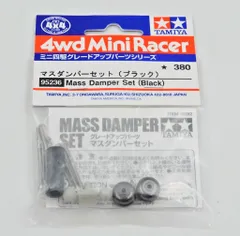 4X4
4wd Mini Racer
TAMIYA
ミニ四駆グレードアップパーツシリーズ
マスダンパーセット(ブラック)
★ 380
95236 Mass Damper Set (Black)
MASS DAMPER
SET
グレードアップパーツ
マスダンパーセット
TAMIYA